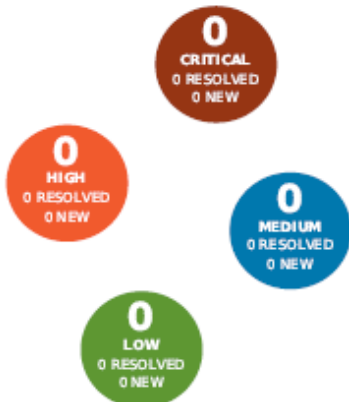 0
CRITICAL
0 RESOLVED
0 NEW
0
HIGH
0 RESOLVED
0 NEW
0
MEDIUM
0 RESOLVED
0 NEW
0
LOW
0 RESOLVED
0 NEW